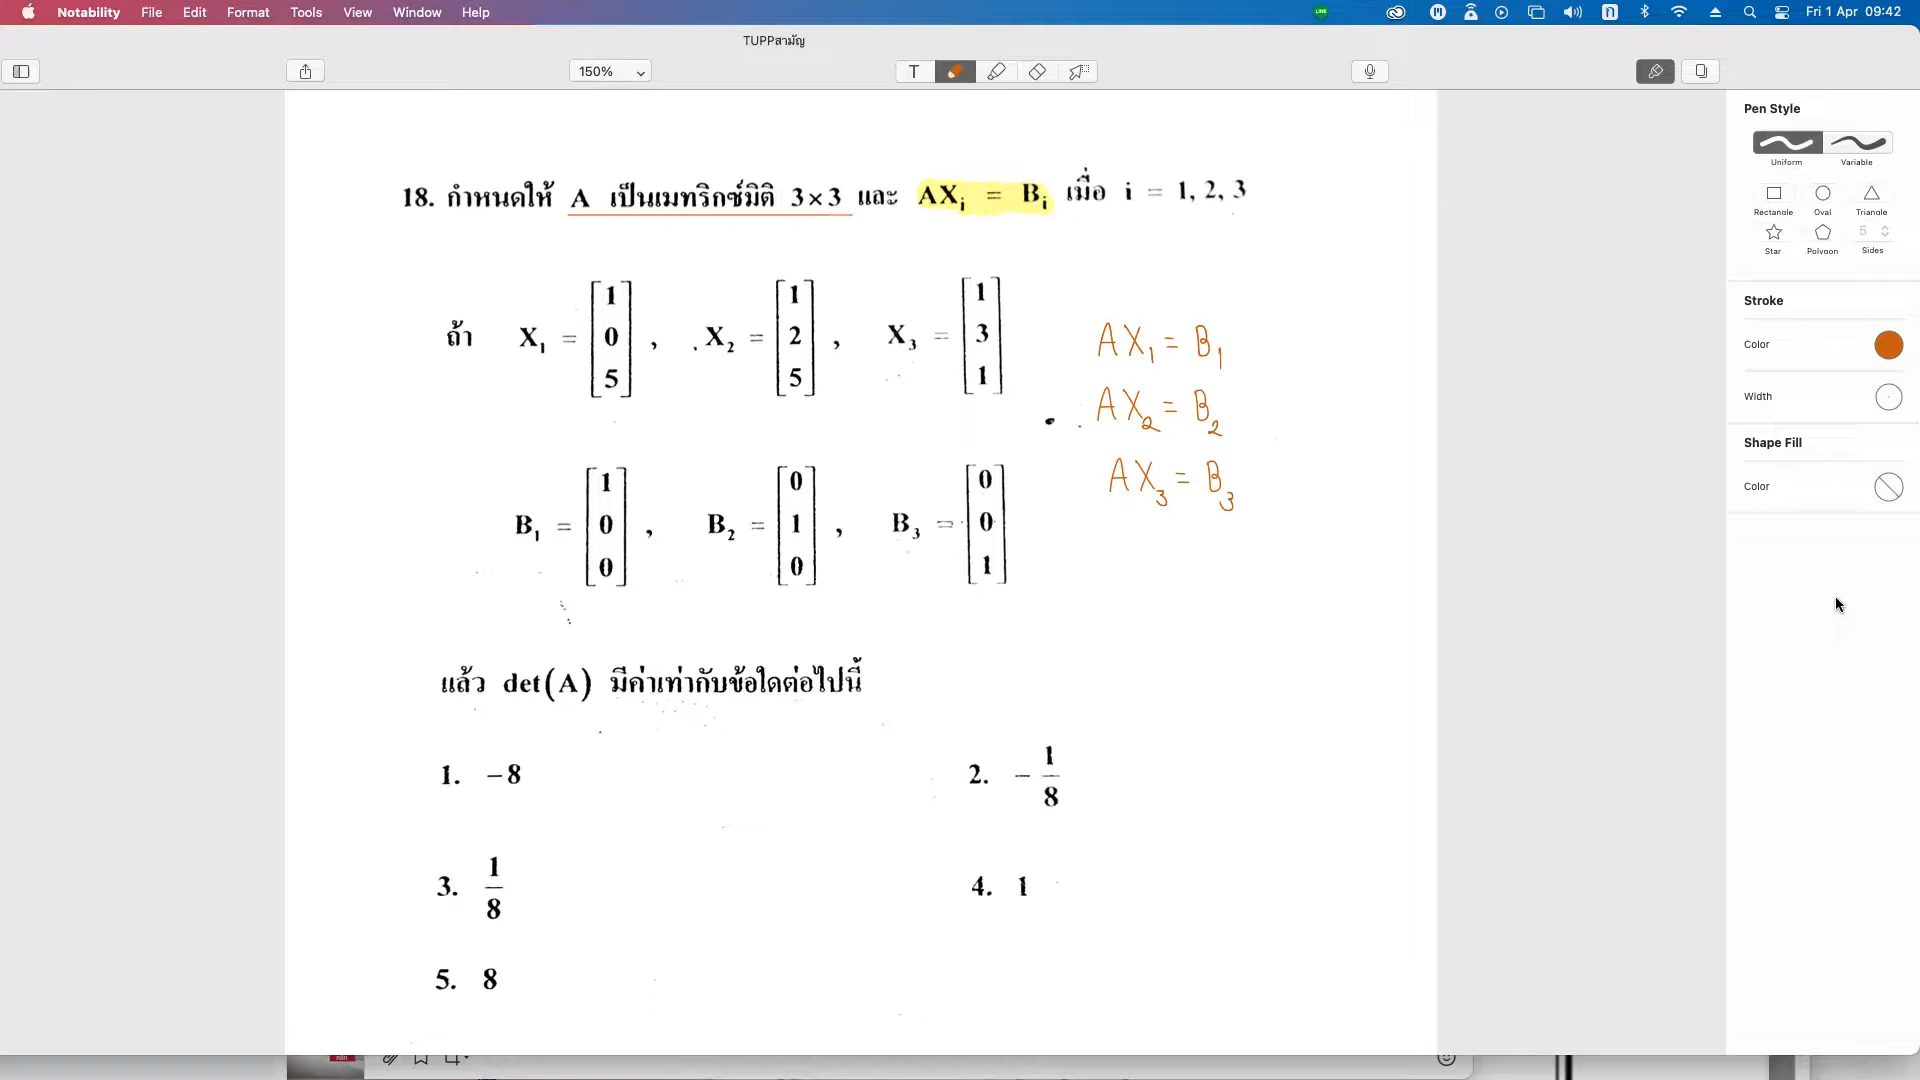 Notability File Edit Format Tools View Window Help LINE ก Fri 1 Apr 09:42
TUPPสามัญ
150% T
Pen Style
Uniform Variable
Rectangle Oval Triangle
5
Star Polygon Sides
Stroke
Color
Width
Shape Fill
Color
18. กำหนดให้ A เป็นเมทริกซ์มิติ 3×3 และ AXᵢ = Bᵢ เมื่อ i = 1, 2, 3
ถ้า X₁ = [1 0 5] , X₂ = [1 2 5] , X₃ = [1 3 1]
AX₁ = B₁
AX₂ = B₂
AX₃ = B₃
B₁ = [1 0 0] , B₂ = [0 1 0] , B₃ = [0 0 1]
แล้ว det(A) มีค่าเท่ากับข้อใดต่อไปนี้
1. −8
2. −1/8
3. 1/8
4. 1
5. 8